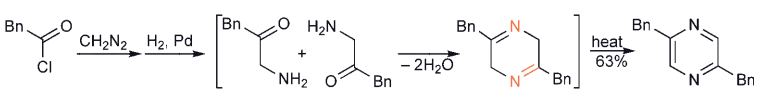 Bn
O
Cl
CH2N2
H2, Pd
Bn
O
NH2
+
H2N
O
Bn
– 2H2O
Bn
N
N
Bn
heat
63%
Bn
N
N
Bn